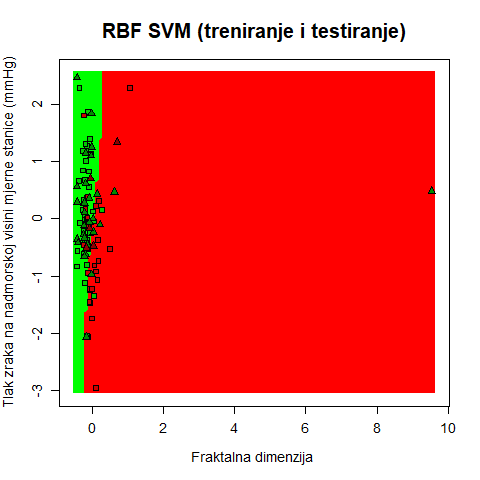 RBF SVM (treniranje i testiranje)
Tlak zraka na nadmorskoj visini mjerne stanice (mmHg)
2
1
0
-1
-2
-3
0 2 4 6 8 10
Fraktalna dimenzija